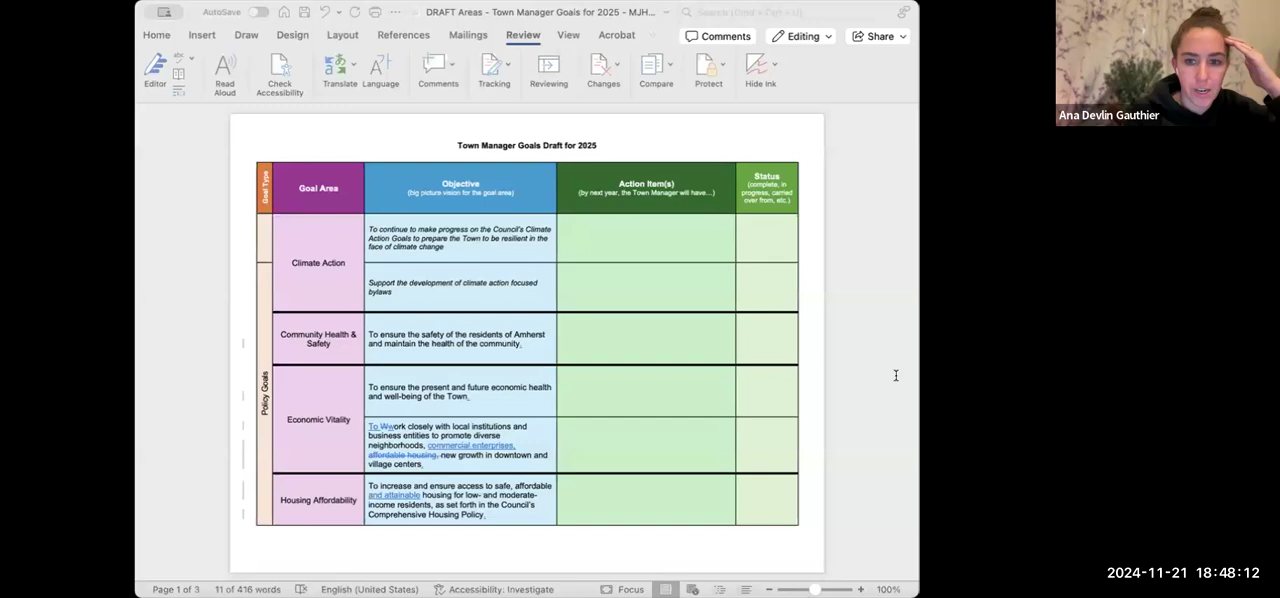 AutoSave
DRAFT Areas - Town Manager Goals for 2025 - MJH...
Search (Cmd + Ctrl + U)
Home Insert Draw Design Layout References Mailings Review View Acrobat
Comments Editing Share
Editor
Read Aloud
Check Accessibility
Translate
Language
Comments
Tracking
Reviewing
Changes
Compare
Protect
Hide Ink
Town Manager Goals Draft for 2025
Goal Type
Goal Area
Objective
(big picture vision for the goal area)
Action Item(s)
(by next year, the Town Manager will have...)
Status
(complete, in
progress, carried
over from, etc.)
Policy Goals
Climate Action
To continue to make progress on the Council's Climate
Action Goals to prepare the Town to be resilient in the
face of climate change
Support the development of climate action focused
bylaws
Community Health &
Safety
To ensure the safety of the residents of Amherst
and maintain the health of the community.
Economic Vitality
To ensure the present and future economic health
and well-being of the Town.
To Wwork closely with local institutions and
business entities to promote diverse
neighborhoods, commercial enterprises,
affordable housing, new growth in downtown and
village centers.
Housing Affordability
To increase and ensure access to safe, affordable
and attainable housing for low- and moderate-
income residents, as set forth in the Council's
Comprehensive Housing Policy.
Page 1 of 3 11 of 416 words English (United States) Accessibility: Investigate Focus 100%
Ana Devlin Gauthier
2024-11-21 18:48:12